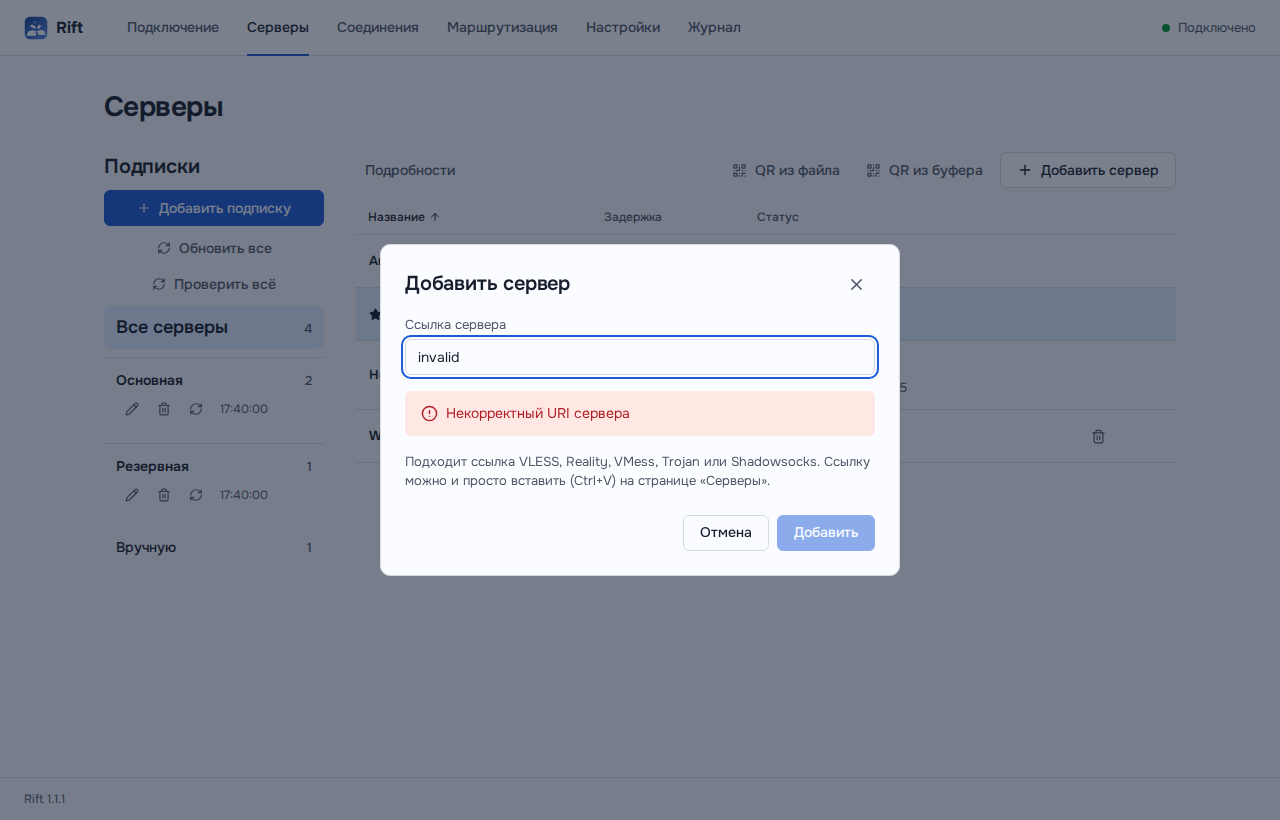 Rift
Подключение
Серверы
Соединения
Маршрутизация
Настройки
Журнал
Подключено
Серверы
Подписки
Добавить подписку
Обновить все
Проверить всё
Все серверы 4
Основная 2
17:40:00
Резервная 1
17:40:00
Вручную 1
Подробности
QR из файла
QR из буфера
Добавить сервер
Название
Задержка
Статус
Добавить сервер
Ссылка сервера
invalid
Некорректный URI сервера
Подходит ссылка VLESS, Reality, VMess, Trojan или Shadowsocks. Ссылку
можно и просто вставить (Ctrl+V) на странице «Серверы».
Отмена
Добавить
Rift 1.1.1